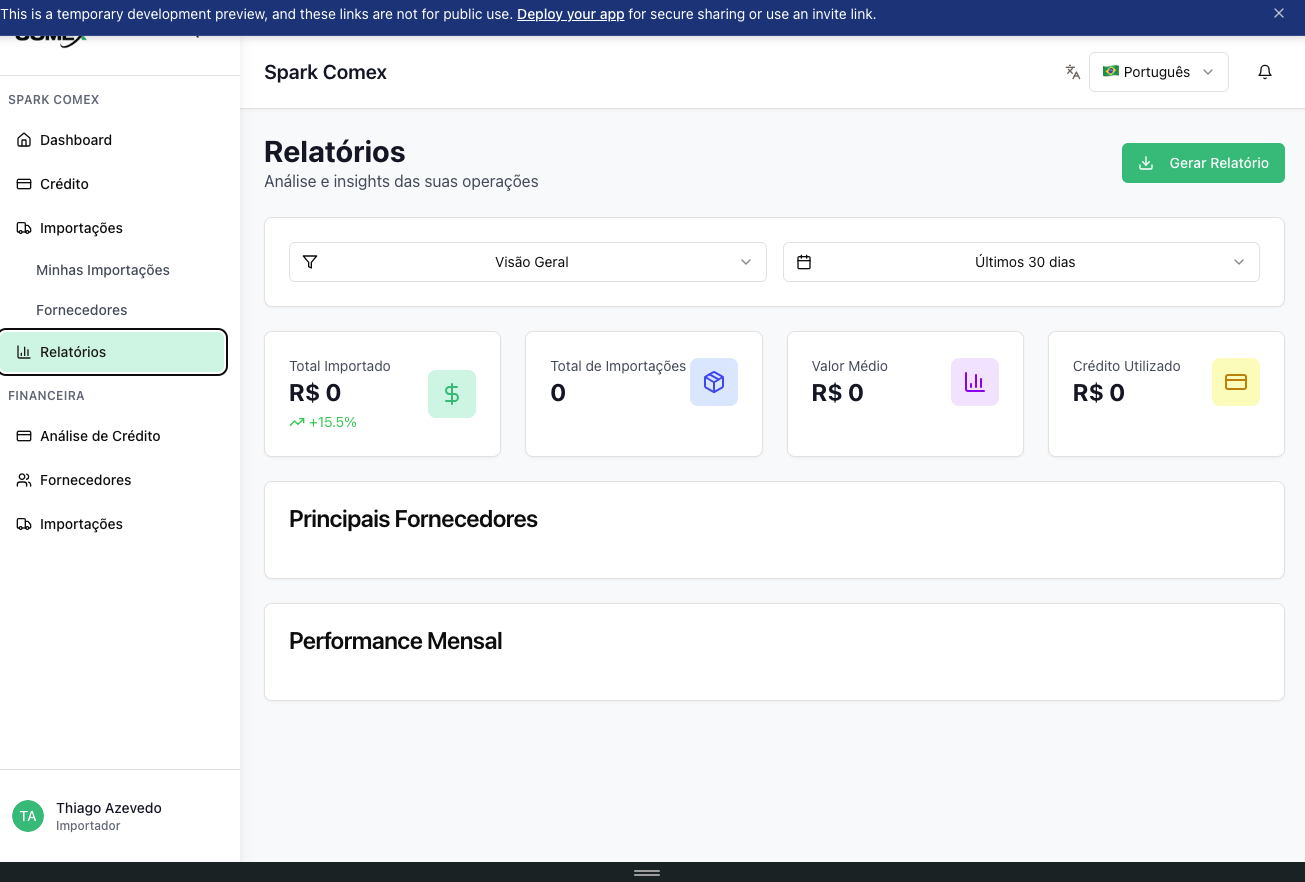 This is a temporary development preview, and these links are not for public use. Deploy your app for secure sharing or use an invite link.
Spark Comex
Português
SPARK COMEX
Dashboard
Crédito
Importações
Minhas Importações
Fornecedores
Relatórios
FINANCEIRA
Análise de Crédito
Fornecedores
Importações
Thiago Azevedo
TA
Importador
Relatórios
Análise e insights das suas operações
Gerar Relatório
Visão Geral
Últimos 30 dias
Total Importado
R$ 0
+15.5%
Total de Importações
0
Valor Médio
R$ 0
Crédito Utilizado
R$ 0
Principais Fornecedores
Performance Mensal